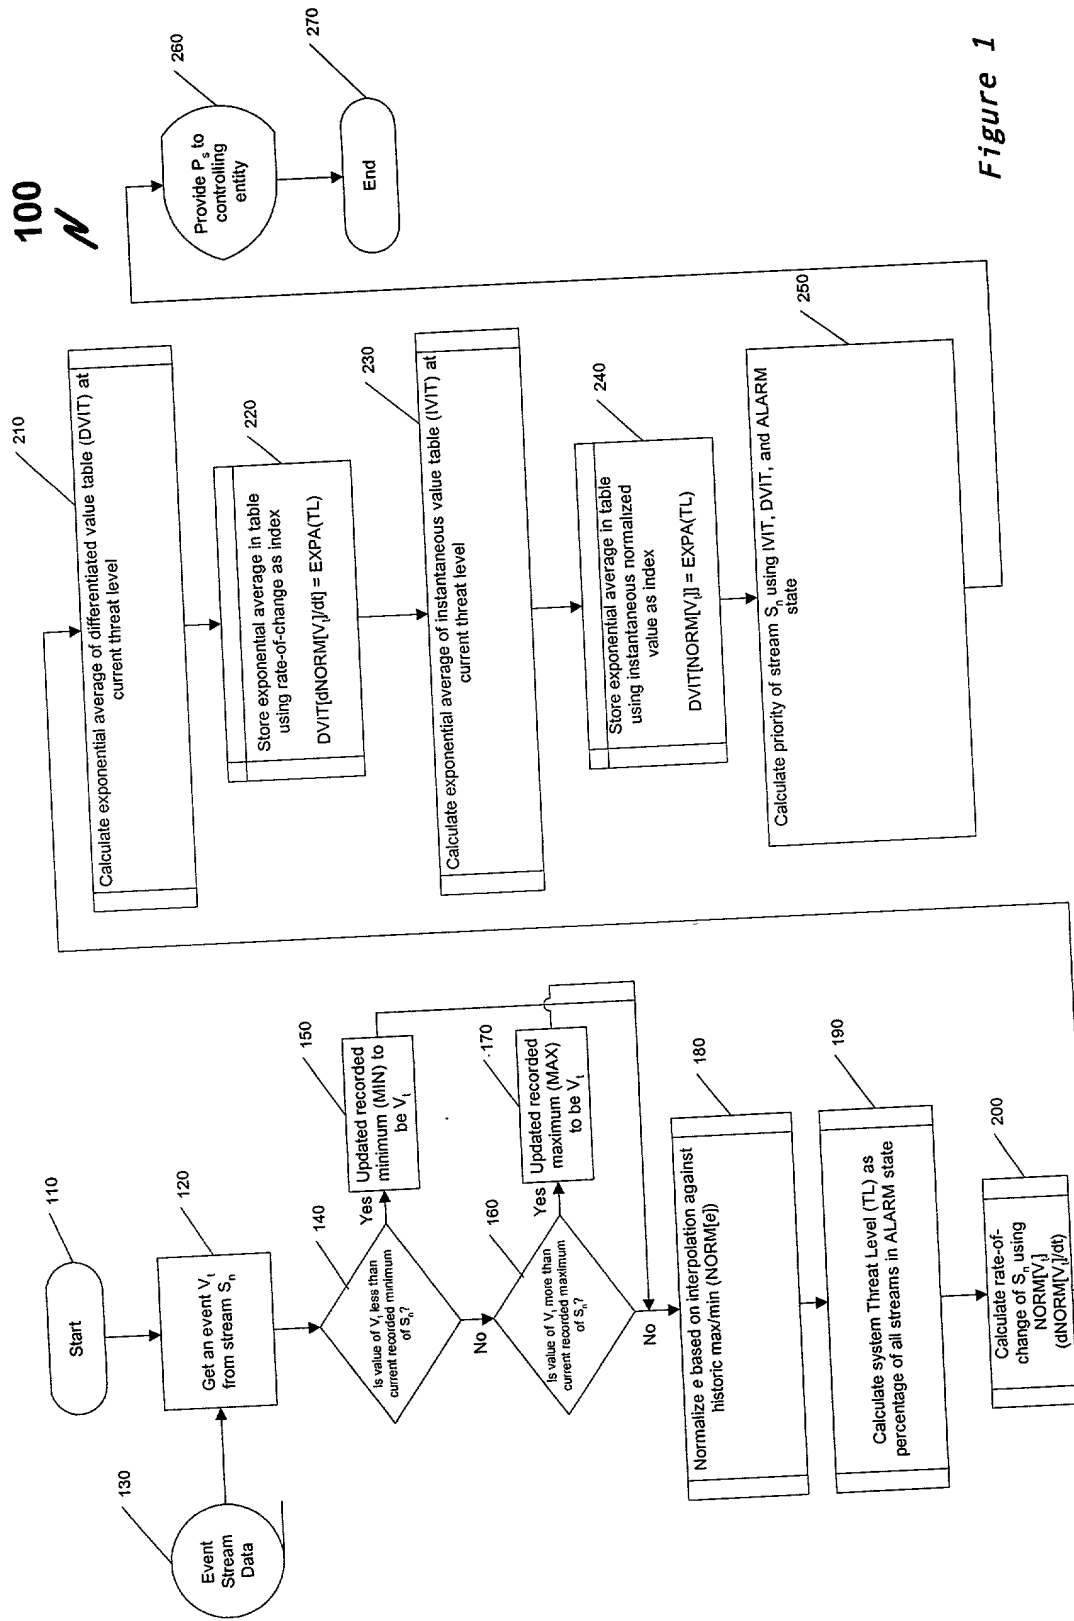 100
110
Start
120
Get an event Vt
from stream Sn
130
Event
Stream
Data
140
Is value of Vt less than
current recorded minimum
of Sn?
Yes
No
150
Updated recorded
minimum (MIN) to
be Vt
160
Is value of Vt more than
current recorded maximum
of Sn?
Yes
No
170
Updated recorded
maximum (MAX)
to be Vt
180
Normalize e based on interpolation against
historic max/min (NORM[e])
190
Calculate system Threat Level (TL) as
percentage of all streams in ALARM state
200
Calculate rate-of-
change of Sn using
NORM[Vt]
(dNORM[Vt]/dt)
210
Calculate exponential average of differentiated value table (DVIT) at
current threat level
220
Store exponential average in table
using rate-of-change as index
DVIT[dNORM[Vt]/dt] = EXPA(TL)
230
Calculate exponential average of instantaneous value table (IVIT) at
current threat level
240
Store exponential average in table
using instantaneous normalized
value as index
DVIT[NORM[Vt]] = EXPA(TL)
250
Calculate priority of stream Sn using IVIT, DVIT, and ALARM
state
260
Provide Ps to
controlling
entity
270
End
Figure 1